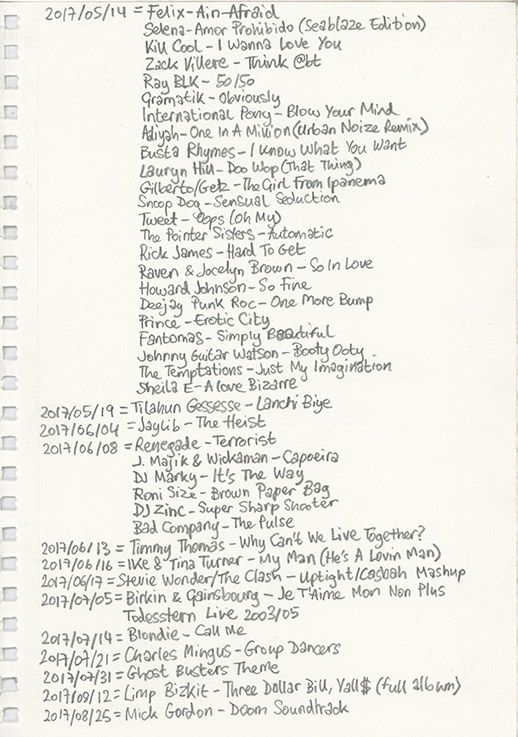 2017/05/14 = Felix - Ain - Afraid
Selena - Amor Prohibido (Seablaze Edition)
Kill Cool - I Wanna Love You
Zack Villere - Think @bt
Ray BLK - 50/50
Gramatik - Obviously
International Pony - Blow Your Mind
Aaliyah - One In A Million (Urban Noize Remix)
Busta Rhymes - I Know What You Want
Lauryn Hill - Doo Wop (That Thing)
Gilberto/Getz - The Girl From Ipanema
Snoop Dog - Sensual Seduction
Tweet - Oops (Oh My)
The Pointer Sisters - Automatic
Rick James - Hard To Get
Raven & Jocelyn Brown - So In Love
Howard Johnson - So Fine
Deejay Punk Roc - One More Bump
Prince - Erotic City
Fantomas - Simply Beautiful
Johnny Guitar Watson - Booty Ooty
The Temptations - Just My Imagination
Sheila E - A Love Bizarre
2017/05/19 = Tilahun Gessesse - Lanchi Biye
2017/06/04 = Jaylib - The Heist
2017/06/08 = Renegade - Terrorist
J. Majik & Wickaman - Capoeira
DJ Marky - It's The Way
Roni Size - Brown Paper Bag
DJ Zinc - Super Sharp Shooter
Bad Company - The Pulse
2017/06/13 = Timmy Thomas - Why Can't We Live Together?
2017/06/16 = Ike & Tina Turner - My Man (He's A Lovin Man)
2017/06/17 = Stevie Wonder/The Clash - Uptight/Casbah Mashup
2017/07/05 = Birkin & Gainsbourg - Je T'Aime Mon Non Plus
Todesstern Live 2003/05
2017/07/14 = Blondie - Call Me
2017/07/21 = Charles Mingus - Group Dancers
2017/07/31 = Ghost Busters Theme
2017/08/12 = Limp Bizkit - Three Dollar Bill, Yall$ (full album)
2017/08/25 = Mick Gordon - Doom Soundtrack